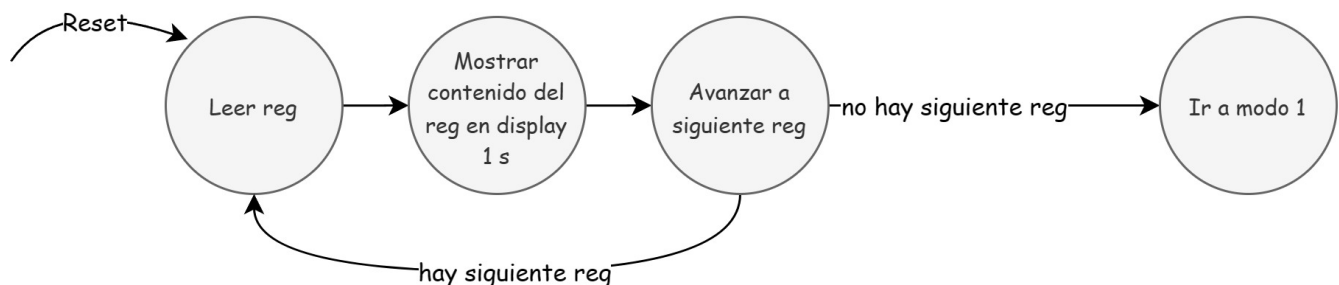 Reset
Leer reg
Mostrar
contenido del
reg en display
1 s
Avanzar a
siguiente reg
no hay siguiente reg
Ir a modo 1
hay siguiente reg